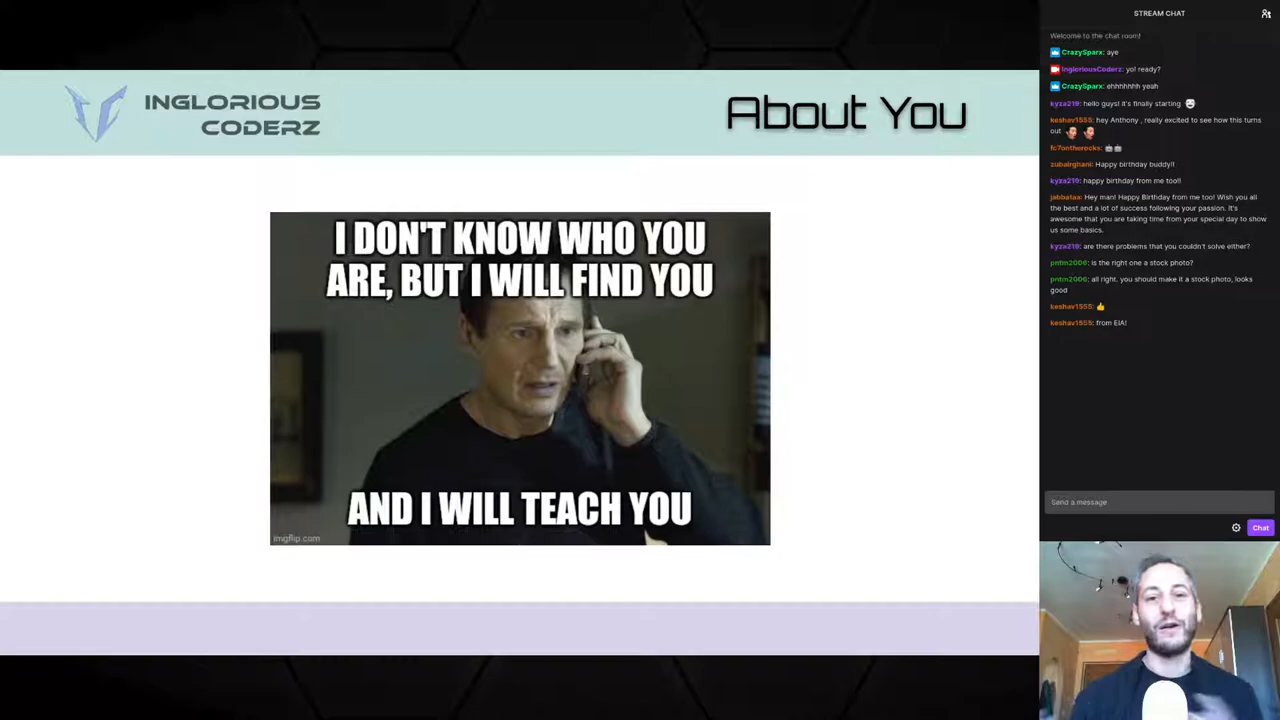 INGLORIOUS
CODERZ
About You
I DON'T KNOW WHO YOU
ARE, BUT I WILL FIND YOU
AND I WILL TEACH YOU
imgflip.com
STREAM CHAT
Welcome to the chat room!
CrazySparx: aye
IngloriousCoderz: yo! ready?
CrazySparx: ehhhhhhh yeah
kyza219: hello guys! it's finally starting
keshav1555: hey Anthony , really excited to see how this turns
out
fc7ontherocks:
zubairghani: Happy birthday buddy!!
kyza219: happy birthday from me too!!
jabbalaa: Hey man! Happy Birthday from me too! Wish you all
the best and a lot of success following your passion. It's
awesome that you are taking time from your special day to show
us some basics.
kyza219: are there problems that you couldn't solve either?
pntm2006: is the right one a stock photo?
pntm2006: all right. you should make it a stock photo, looks
good
keshav1555: 👍
keshav1555: from EIA!
Send a message
Chat